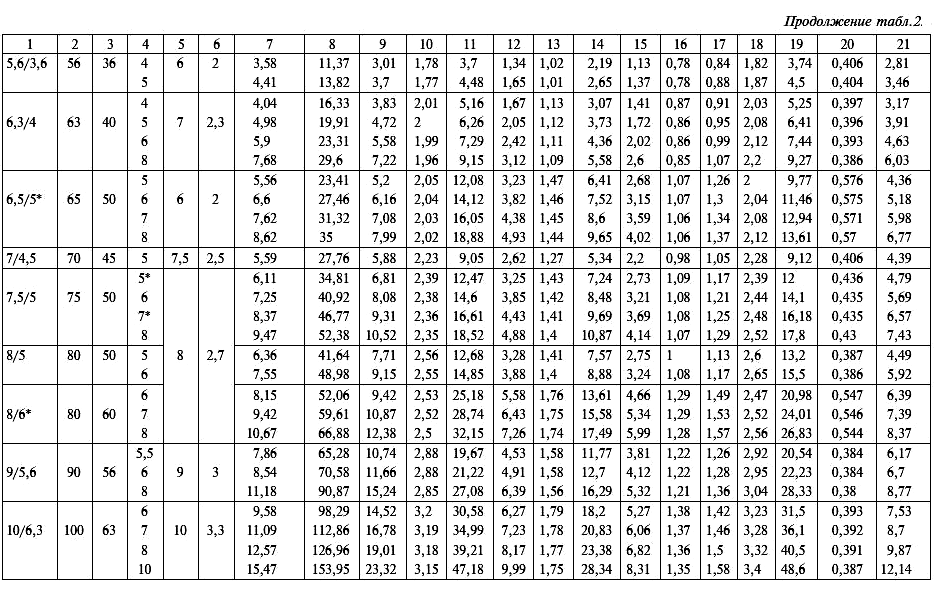 Продолжение табл.2.
1 2 3 4 5 6 7 8 9 10 11 12 13 14 15 16 17 18 19 20 21
5,6/3,6 56 36 4 6 2 3,58 11,37 3,01 1,78 3,7 1,34 1,02 2,19 1,13 0,78 0,84 1,82 3,74 0,406 2,81
5 4,41 13,82 3,7 1,77 4,48 1,65 1,01 2,65 1,37 0,78 0,88 1,87 4,5 0,404 3,46
4 4,04 16,33 3,83 2,01 5,16 1,67 1,13 3,07 1,41 0,87 0,91 2,03 5,25 0,397 3,17
6,3/4 63 40 5 7 2,3 4,98 19,91 4,72 2 6,26 2,05 1,12 3,73 1,72 0,86 0,95 2,08 6,41 0,396 3,91
6 5,9 23,31 5,58 1,99 7,29 2,42 1,11 4,36 2,02 0,86 0,99 2,12 7,44 0,393 4,63
8 7,68 29,6 7,22 1,96 9,15 3,12 1,09 5,58 2,6 0,85 1,07 2,2 9,27 0,386 6,03
5 5,56 23,41 5,2 2,05 12,08 3,23 1,47 6,41 2,68 1,07 1,26 2 9,77 0,576 4,36
6,5/5* 65 50 6 6 2 6,6 27,46 6,16 2,04 14,12 3,82 1,46 7,52 3,15 1,07 1,3 2,04 11,46 0,575 5,18
7 7,62 31,32 7,08 2,03 16,05 4,38 1,45 8,6 3,59 1,06 1,34 2,08 12,94 0,571 5,98
8 8,62 35 7,99 2,02 18,88 4,93 1,44 9,65 4,02 1,06 1,37 2,12 13,61 0,57 6,77
7/4,5 70 45 5 7,5 2,5 5,59 27,76 5,88 2,23 9,05 2,62 1,27 5,34 2,2 0,98 1,05 2,28 9,12 0,406 4,39
5* 6,11 34,81 6,81 2,39 12,47 3,25 1,43 7,24 2,73 1,09 1,17 2,39 12 0,436 4,79
7,5/5 75 50 6 7,25 40,92 8,08 2,38 14,6 3,85 1,42 8,48 3,21 1,08 1,21 2,44 14,1 0,435 5,69
7* 8,37 46,77 9,31 2,36 16,61 4,43 1,41 9,69 3,69 1,08 1,25 2,48 16,18 0,435 6,57
8 9,47 52,38 10,52 2,35 18,52 4,88 1,4 10,87 4,14 1,07 1,29 2,52 17,8 0,43 7,43
8/5 80 50 5 8 2,7 6,36 41,64 7,71 2,56 12,68 3,28 1,41 7,57 2,75 1 1,13 2,6 13,2 0,387 4,49
6 7,55 48,98 9,15 2,55 14,85 3,88 1,4 8,88 3,24 1,08 1,17 2,65 15,5 0,386 5,92
6 8,15 52,06 9,42 2,53 25,18 5,58 1,76 13,61 4,66 1,29 1,49 2,47 20,98 0,547 6,39
8/6* 80 60 7 9,42 59,61 10,87 2,52 28,74 6,43 1,75 15,58 5,34 1,29 1,53 2,52 24,01 0,546 7,39
8 10,67 66,88 12,38 2,5 32,15 7,26 1,74 17,49 5,99 1,28 1,57 2,56 26,83 0,544 8,37
5,5 7,86 65,28 10,74 2,88 19,67 4,53 1,58 11,77 3,81 1,22 1,26 2,92 20,54 0,384 6,17
9/5,6 90 56 6 9 3 8,54 70,58 11,66 2,88 21,22 4,91 1,58 12,7 4,12 1,22 1,28 2,95 22,23 0,384 6,7
8 11,18 90,87 15,24 2,85 27,08 6,39 1,56 16,29 5,32 1,21 1,36 3,04 28,33 0,38 8,77
6 9,58 98,29 14,52 3,2 30,58 6,27 1,79 18,2 5,27 1,38 1,42 3,23 31,5 0,393 7,53
10/6,3 100 63 7 10 3,3 11,09 112,86 16,78 3,19 34,99 7,23 1,78 20,83 6,06 1,37 1,46 3,28 36,1 0,392 8,7
8 12,57 126,96 19,01 3,18 39,21 8,17 1,77 23,38 6,82 1,36 1,5 3,32 40,5 0,391 9,87
10 15,47 153,95 23,32 3,15 47,18 9,99 1,75 28,34 8,31 1,35 1,58 3,4 48,6 0,387 12,14